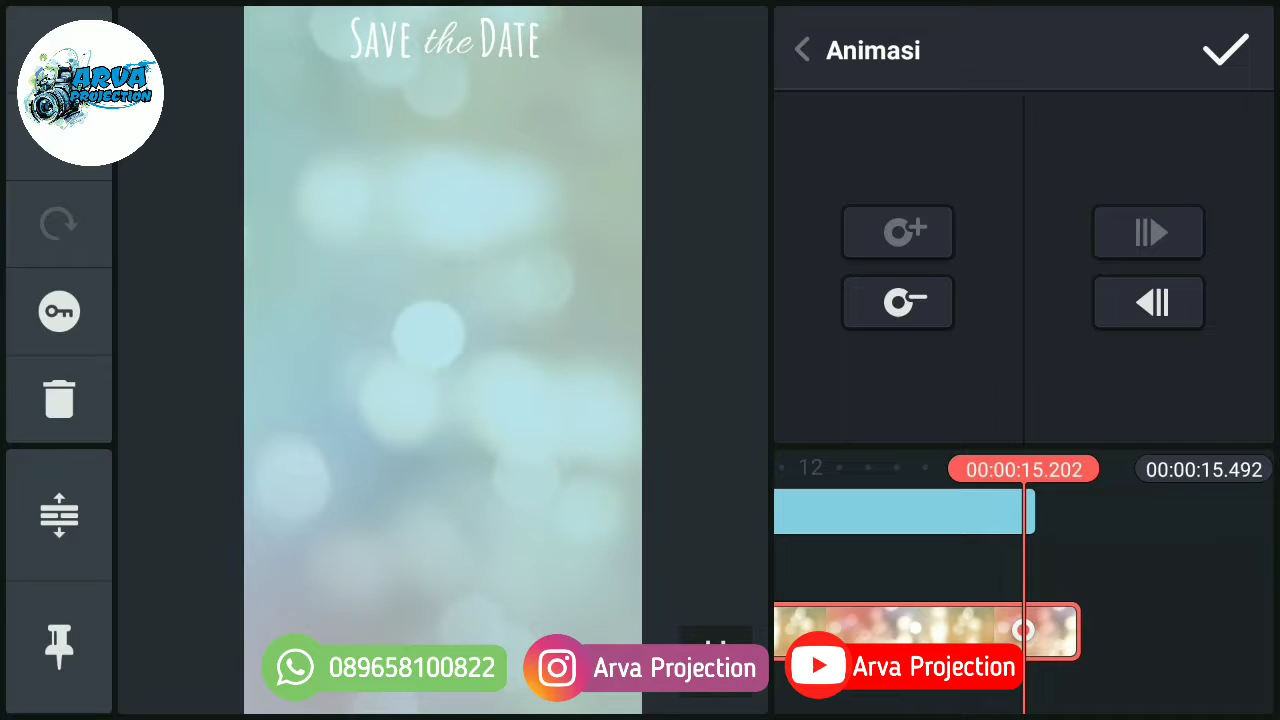 SAVE the DATE
Animasi
ARVA
PROJECTION
12
00:00:15.202
00:00:15.492
089658100822
Arva Projection
Arva Projection